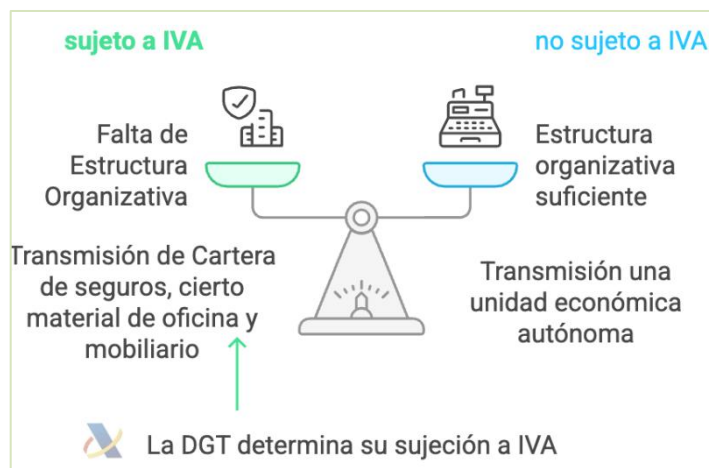 sujeto a IVA
no sujeto a IVA
Falta de
Estructura
Organizativa
Estructura
organizativa
suficiente
Transmisión de Cartera
de seguros, cierto
material de oficina y
mobiliario
Transmisión una
unidad económica
autónoma
La DGT determina su sujeción a IVA